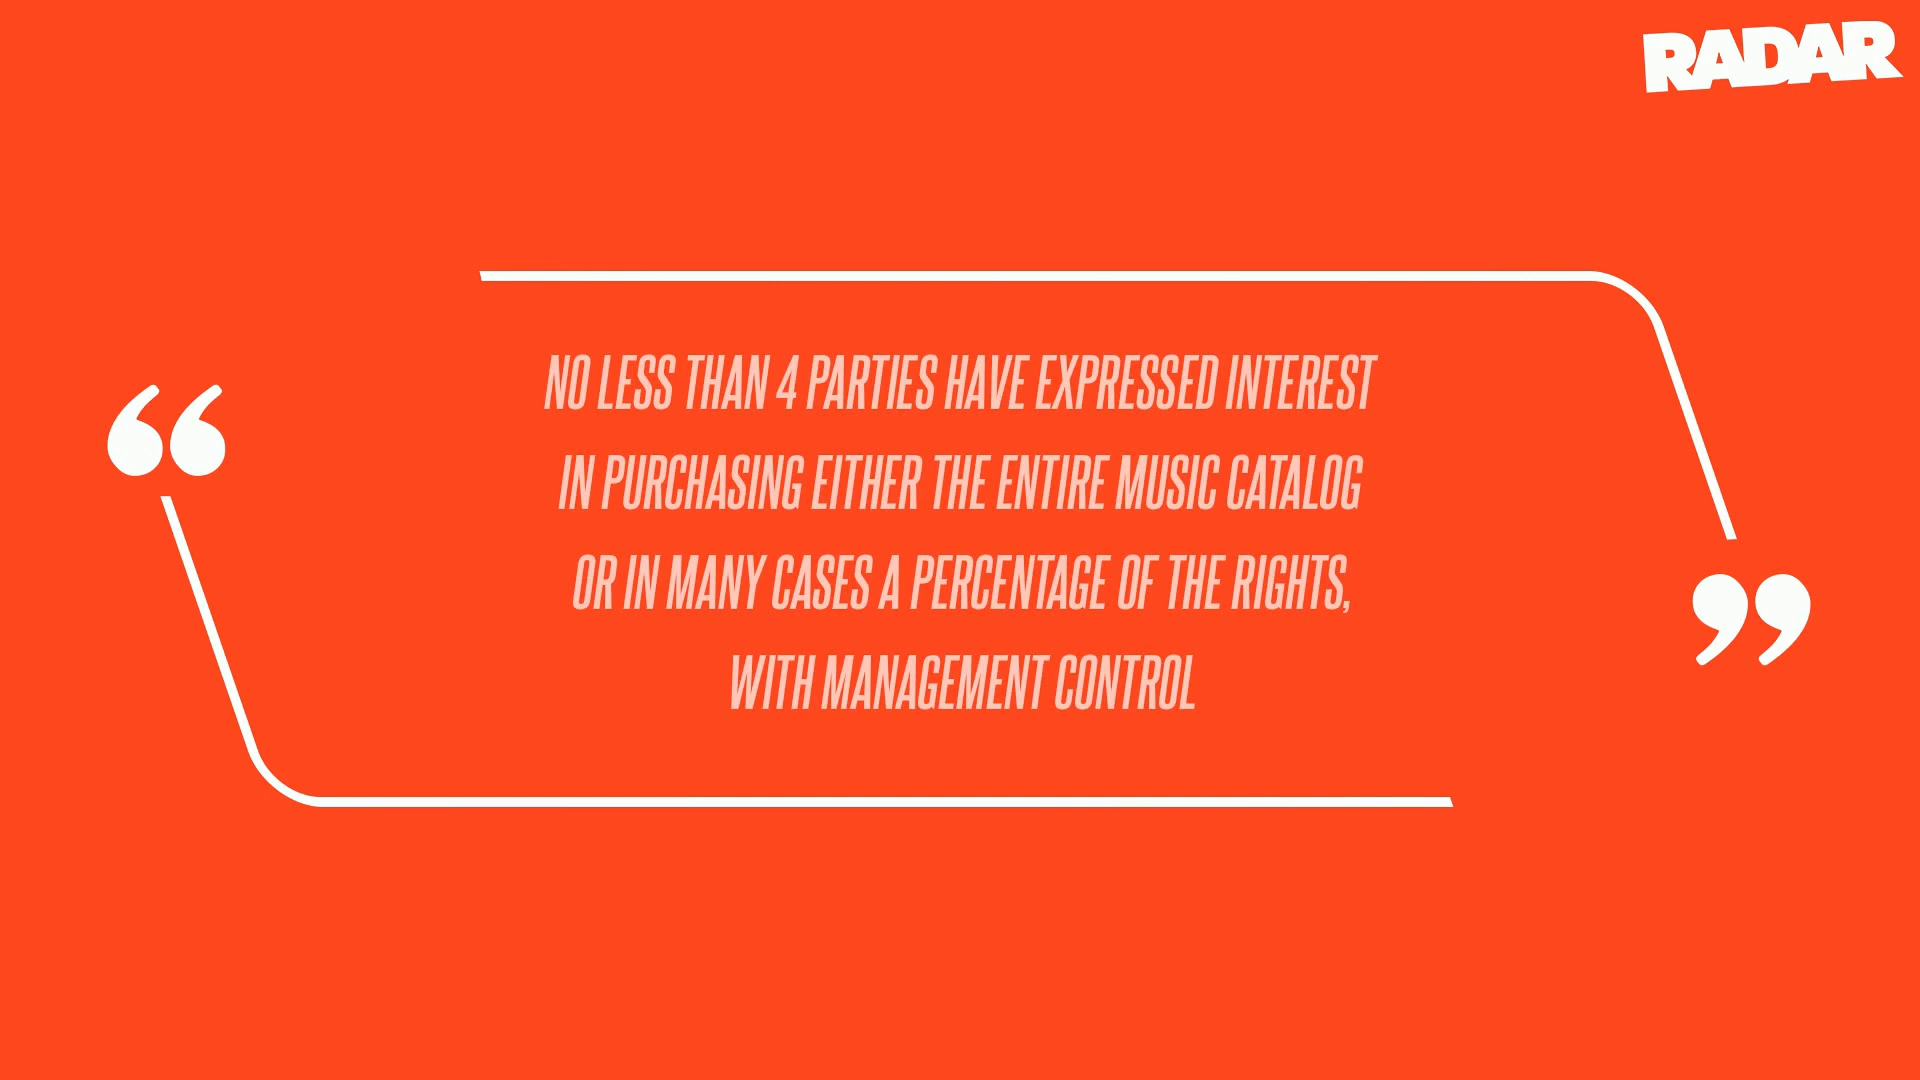 RADAR
“
NO LESS THAN 4 PARTIES HAVE EXPRESSED INTEREST
IN PURCHASING EITHER THE ENTIRE MUSIC CATALOG
OR IN MANY CASES A PERCENTAGE OF THE RIGHTS,
WITH MANAGEMENT CONTROL
”